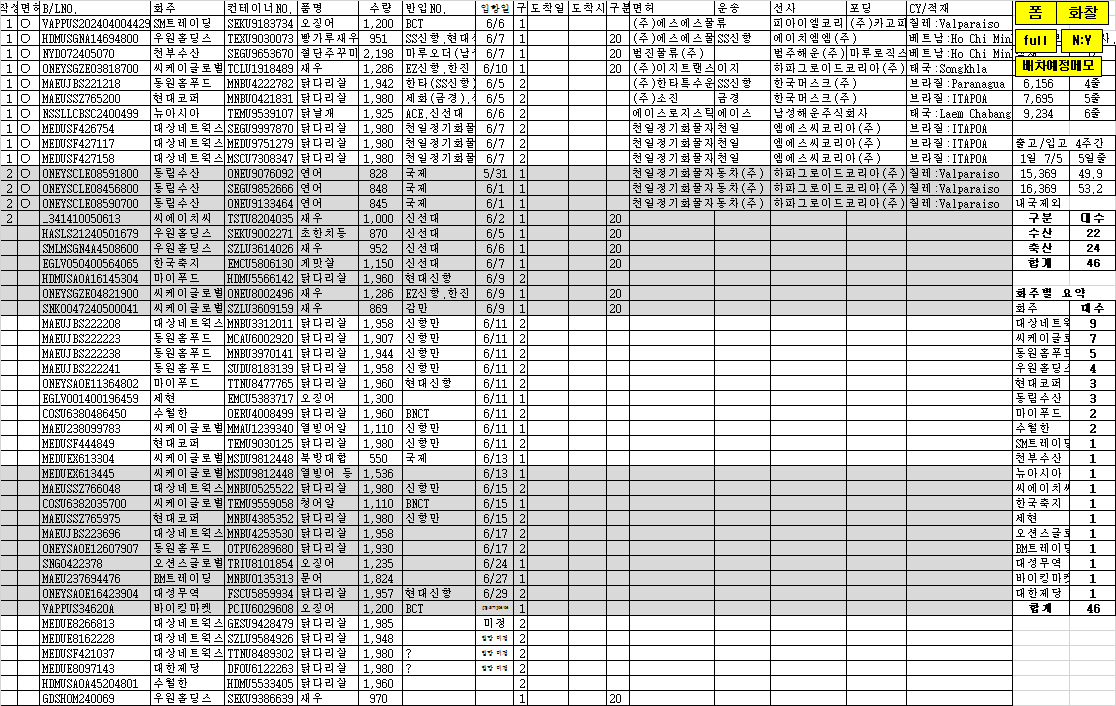 작성 면허 B/LNO. 화주 컨테이너NO. 품명 수량 반입NO. 입항일 구 도착일 도착시 구분 면허 운송 선사 포딩 CY/적재 폼 화찰
1 O VAPPUS202404004429 SM트레이딩 SEKU9183734 오징어 1,200 BCT 6/6 1 (주)에스에스물류 피아이엘코리 (주)카고피 칠레:Valparaiso
1 O HDMUSGNA14694800 우원홀딩스 TEXU9030073 빵가루새우 951 SS신항,현대 6/7 1 20 (주)에스에스물류 SS신항 에이치엠엠(주) 베트남:Ho Chi Min full N:Y
1 O NYD072405070 천부수산 SEGU9653670 절단주꾸미 2,198 마루오더(남 6/7 1 20 범진물류(주) 범주해운(주) 마루로직스 베트남:Ho Chi Min
1 O ONEYSGZE03818700 씨케이글로벌 TCLU1918489 새우 1,286 EZ신항,한진 6/10 1 20 (주)이지트랜스 이지 하파그로이드코리아(주) 태국:Songkhla 배차예정메모
1 O MAEUJBS221218 동원홈푸드 MNBU4222782 닭다리살 1,942 한타(SS신항) 6/5 2 (주)한타특수운 SS신항 한국머스크(주) 브라질:Paranagua 6,156 4줄
1 O MAEUSSZ765200 현대코퍼 MNBU0421831 닭다리살 1,980 제화(금정), 6/5 1 (주)소진 금정 한국머스크(주) 브라질:ITAPOA 7,695 5줄
1 O NSSLLCBSC2400499 뉴아시아 TEMU9539107 닭날개 1,925 ACE,신선대 6/6 2 에이스로지스틱 에이스 남성해운주식회사 태국:Laem Chabang 9,234 6줄
1 O MEDUSF426754 대상네트웍스 SEGU9997870 닭다리살 1,980 천일정기화물 6/7 2 천일정기화물자 천일 엠에스씨코리아(주) 브라질:ITAPOA
1 O MEDUSF427117 대상네트웍스 MEDU9751279 닭다리살 1,980 천일정기화물 6/7 1 천일정기화물자 천일 엠에스씨코리아(주) 브라질:ITAPOA 출고/입고 4주간
1 O MEDUSF427158 대상네트웍스 MSCU7308347 닭다리살 1,980 천일정기화물 6/7 1 천일정기화물자 천일 엠에스씨코리아(주) 브라질:ITAPOA 1일 7/5 5일줄
2 O ONEYSCLE08591800 동림수산 ONEU9076092 연어 828 국제 5/31 1 천일정기화물자 동차(주) 하파그로이드코리아(주) 칠레:Valparaiso 15,369 49.9
2 O ONEYSCLE08456800 동림수산 SEGU9852666 연어 848 국제 6/1 1 천일정기화물자 동차(주) 하파그로이드코리아(주) 칠레:Valparaiso 16,369 53.2
2 O ONEYSCLE08590700 동림수산 ONEU9133464 연어 845 국제 6/1 1 천일정기화물자 동차(주) 하파그로이드코리아(주) 칠레:Valparaiso 내국제외
2 _341410050613 씨에이치씨 TSTU8204035 새우 1,000 신선대 6/2 1 20 구분 대수
HASLS21240501679 우원홀딩스 SEKU9002271 초한치등 870 신선대 6/5 1 20 수산 22
SMLMSGN4A4508600 우원홀딩스 SZLU3614026 새우 952 신선대 6/6 1 20 축산 24
EGLV050400564065 한국축지 EMCU5806130 게맛살 1,150 신선대 6/7 1 20 합계 46
HDMUSAOA16145304 마이푸드 HDMU5566142 닭다리살 1,960 현대신항 6/9 2
ONEYSGZE04821900 씨케이글로벌 ONEU8002496 새우 1,286 EZ신항,한진 6/9 1 20 화주별 요약
SNKO047240500041 씨케이글로벌 SZLU3609159 새우 869 감만 6/9 1 20 화주 대수
MAEUJBS222208 대상네트웍스 MNBU3312011 닭다리살 1,958 신항만 6/11 2 대상네트웍 9
MAEUJBS222223 동원홈푸드 MCAU6002920 닭다리살 1,907 신항만 6/11 2 씨케이글로 7
MAEUJBS222238 동원홈푸드 MNBU3970141 닭다리살 1,944 신항만 6/11 2 동원홈푸드 5
MAEUJBS222241 동원홈푸드 SUDU8183139 닭다리살 1,958 신항만 6/11 2 우원홀딩스 4
ONEYSAOE11364802 마이푸드 TTNU8477765 닭다리살 1,960 현대신항 6/11 2 현대코퍼 3
EGLV001400196459 제현 EMCU5383717 오징어 1,300 6/11 1 동림수산 3
COSU6380486450 수월한 OERU4008499 닭다리살 1,960 BNCT 6/11 2 마이푸드 2
MAEU238099783 씨케이글로벌 MMAU1239340 열빙어알 1,110 신항만 6/11 1 수월한 2
MEDUSF444849 현대코퍼 TEMU9030125 닭다리살 1,980 신항만 6/11 2 SM트레이딩 1
MEDUEX613304 씨케이글로벌 MSDU9812448 북방대합 550 국제 6/13 1 천부수산 1
MEDUEX613445 씨케이글로벌 MSDU9812448 열빙어 등 1,536 6/13 1 뉴아시아 1
MAEUSSZ766048 대상네트웍스 MNBU0525522 닭다리살 1,980 신항만 6/15 2 씨에이치씨 1
COSU6382035700 씨케이글로벌 TEMU9559058 청어알 1,110 BNCT 6/15 1 한국축지 1
MAEUSSZ765975 현대코퍼 MNBU4385352 닭다리살 1,980 신항만 6/15 2 제현 1
MAEUJBS223696 대상네트웍스 MNBU4253530 닭다리살 1,958 6/17 2 오션스글로 1
ONEYSAOE12607907 동원홈푸드 OTPU6289680 닭다리살 1,930 6/17 2 BM트레이딩 1
SNGO422378 오션스글로벌 TRIU8101854 오징어 1,235 6/24 1 대성무역 1
MAEU237694476 BM트레이딩 MNBU0135313 문어 1,824 6/27 1 바이킹마켓 1
ONEYSAOE16423904 대성무역 FSCU5859934 닭다리살 1,957 현대신항 6/29 2 대한제당 1
VAPPUS34620A 바이킹마켓 PCIU6029608 오징어 1,200 BCT 1 합계 46
MEDUE8266813 대상네트웍스 GESU9428479 닭다리살 1,985 미정 2
MEDUE8162228 대상네트웍스 SZLU9584926 닭다리살 1,948 입항 미정 2
MEDUSF421037 대상네트웍스 TTNU8489302 닭다리살 1,980 ? 입항 미정 2
MEDUE8097143 대한제당 DFOU6122263 닭다리살 1,980 ? 입항 미정 2
HDMUSAOA45204801 수월한 HDMU5533405 닭다리살 1,960 2
GDSHOM240069 우원홀딩스 SEKU9386639 새우 970 1 20